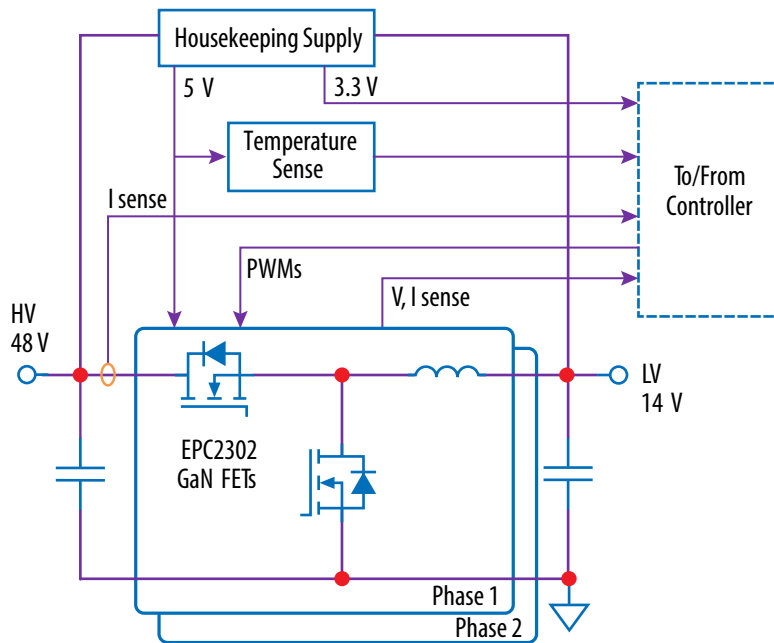 Housekeeping Supply
5 V
3.3 V
Temperature
Sense
To/From
Controller
I sense
PWMs
V, I sense
HV
48 V
LV
14 V
EPC2302
GaN FETs
Phase 1
Phase 2